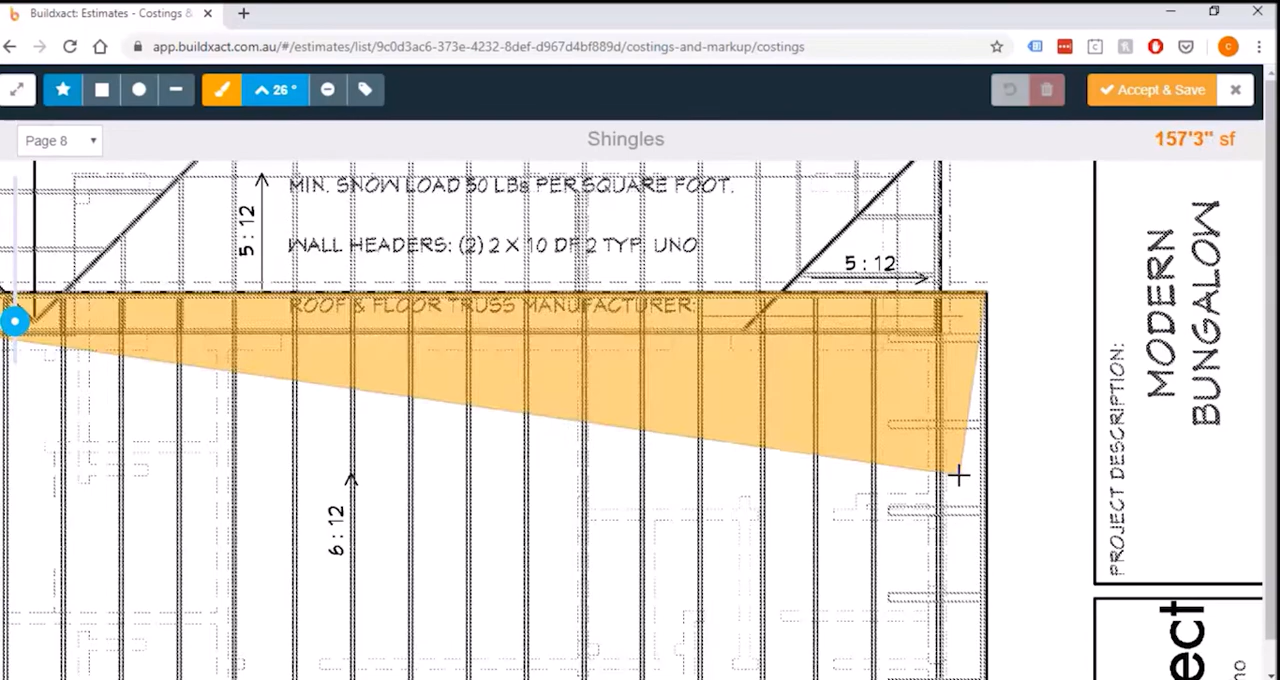 Buildxact: Estimates - Costings &
app.buildxact.com.au/#/estimates/list/9c0d3ac6-373e-4232-8def-d967d4bf889d/costings-and-markup/costings
26°
Accept & Save
Page 8
Shingles
157'3" sf
MIN. SNOW LOAD 50 LBs PER SQUARE FOOT.
5 : 12
WALL HEADERS: (2) 2 X 10 DF 2 TYP. UNO
5 : 12
ROOF & FLOOR TRUSS MANUFACTURER:
6 : 12
PROJECT DESCRIPTION:
MODERN
BUNGALOW
ect
no